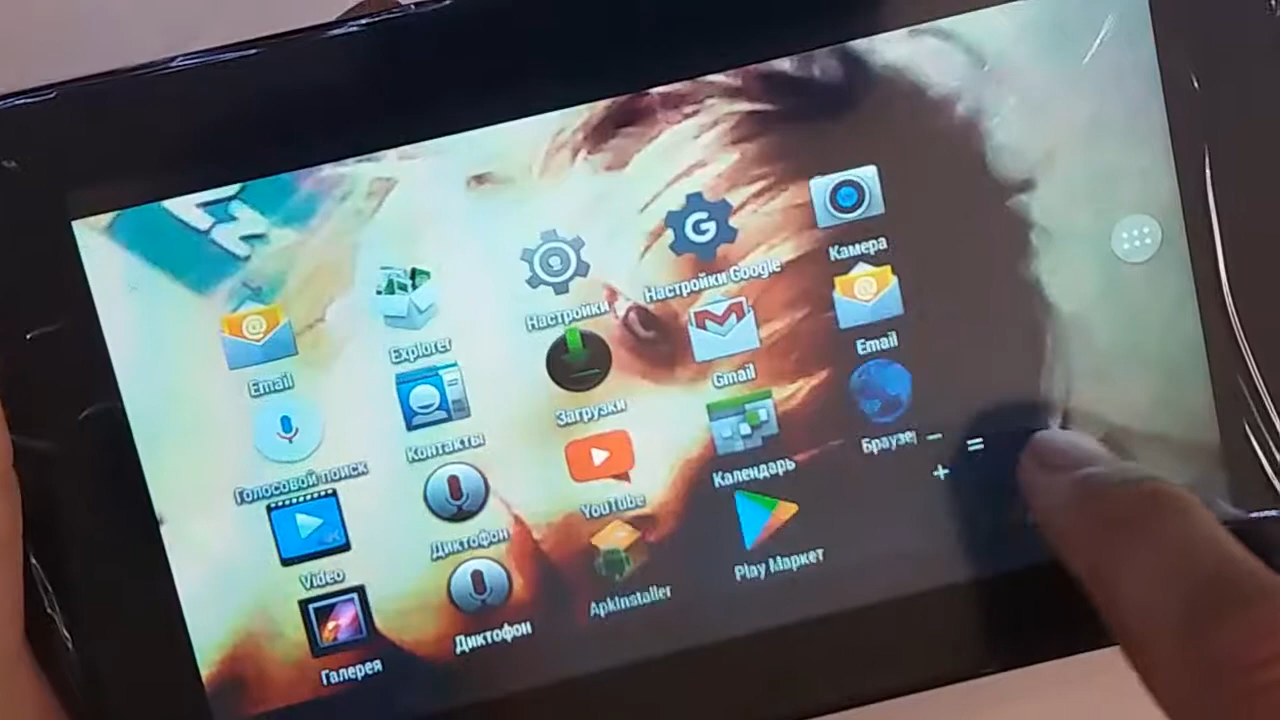 Камера
Настройки Google
Настройки
Explorer
Email
Email
Gmail
Загрузки
Контакты
Голосовой поиск
Браузе
Календарь
YouTube
Диктофон
Video
Play Маркет
ApkInstaller
Диктофон
Галерея